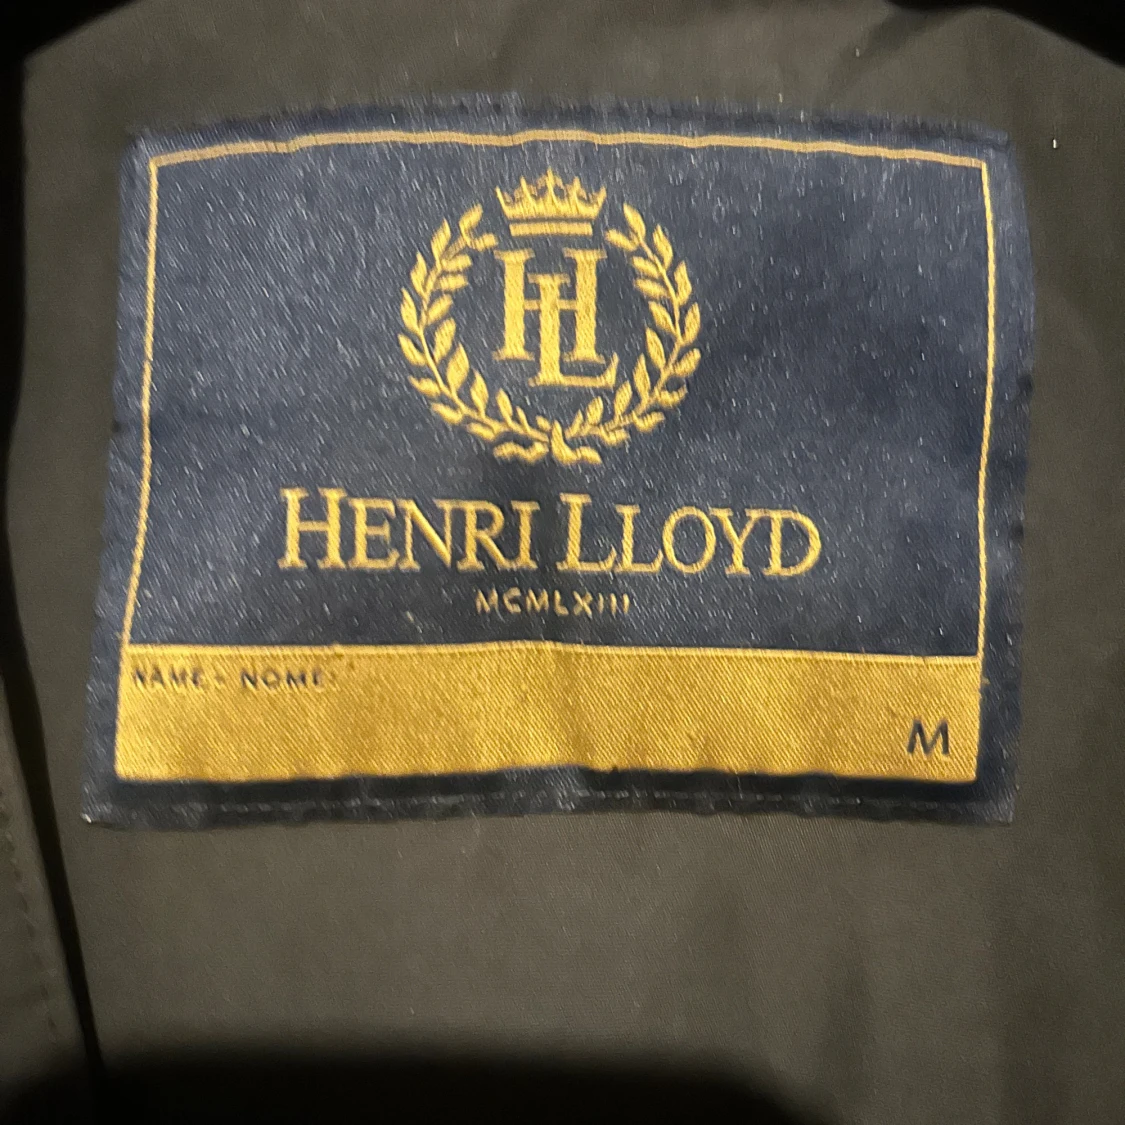 HL
HENRI LLOYD
MCMLXIII
NAME - NOME:
M